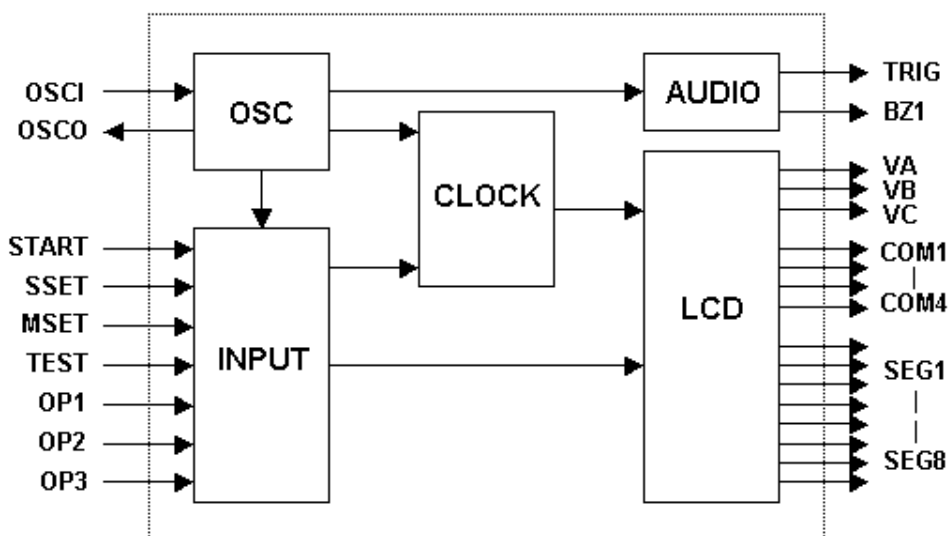 OSCI
OSCO
START
SSET
MSET
TEST
OP1
OP2
OP3
OSC
INPUT
CLOCK
AUDIO
LCD
TRIG
BZ1
VA
VB
VC
COM1
COM4
SEG1
SEG8